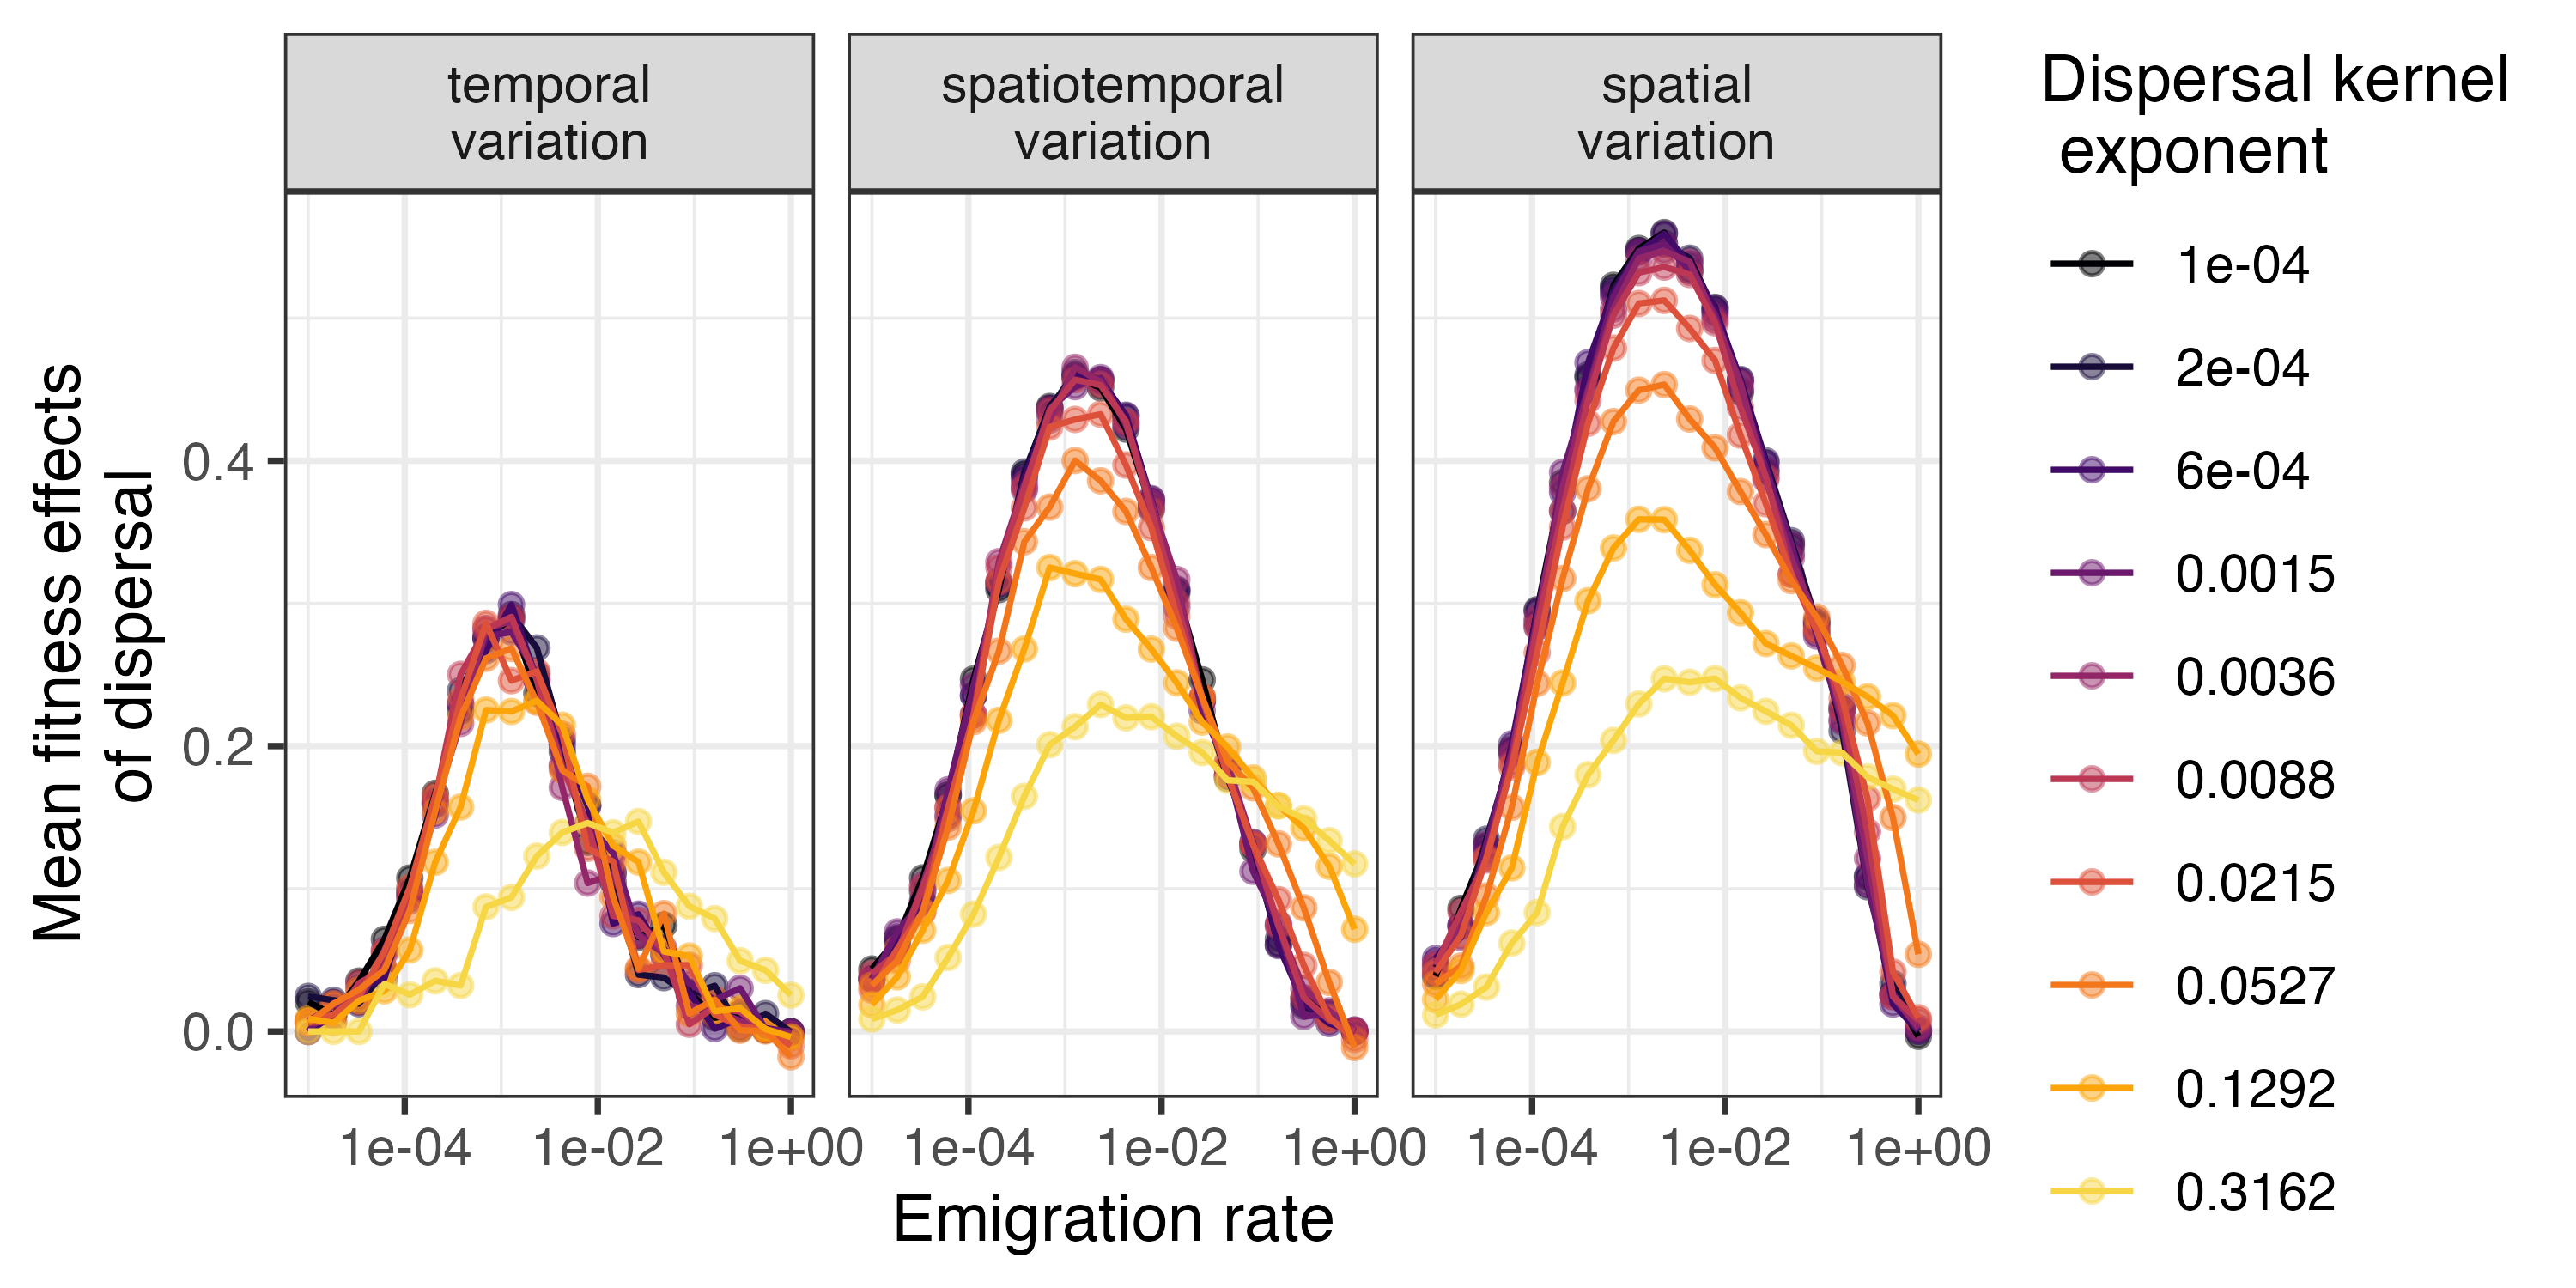 temporal
variation
spatiotemporal
variation
spatial
variation
Mean fitness effects
of dispersal
0.4
0.2
0.0
1e-04 1e-02 1e+00
1e-04 1e-02 1e+00
1e-04 1e-02 1e+00
Emigration rate
Dispersal kernel
exponent
1e-04
2e-04
6e-04
0.0015
0.0036
0.0088
0.0215
0.0527
0.1292
0.3162